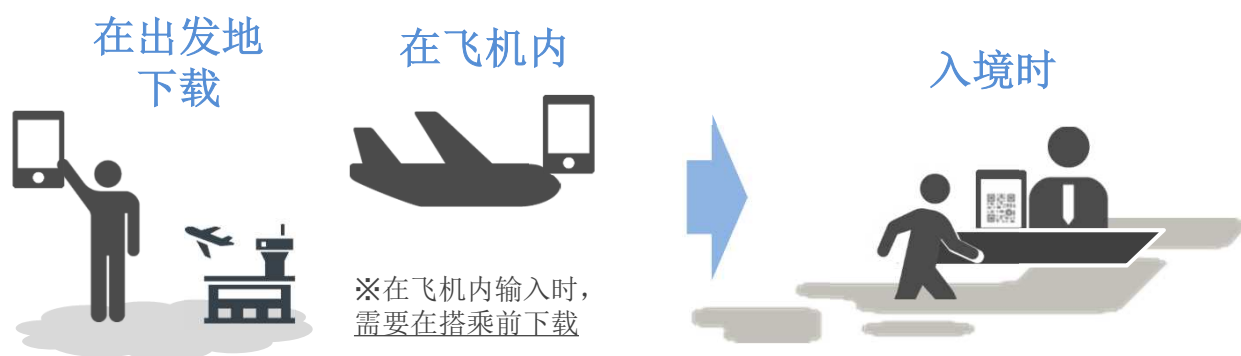 在出发地
下载
在飞机内
入境时
※在飞机内输入时，
需要在搭乘前下载